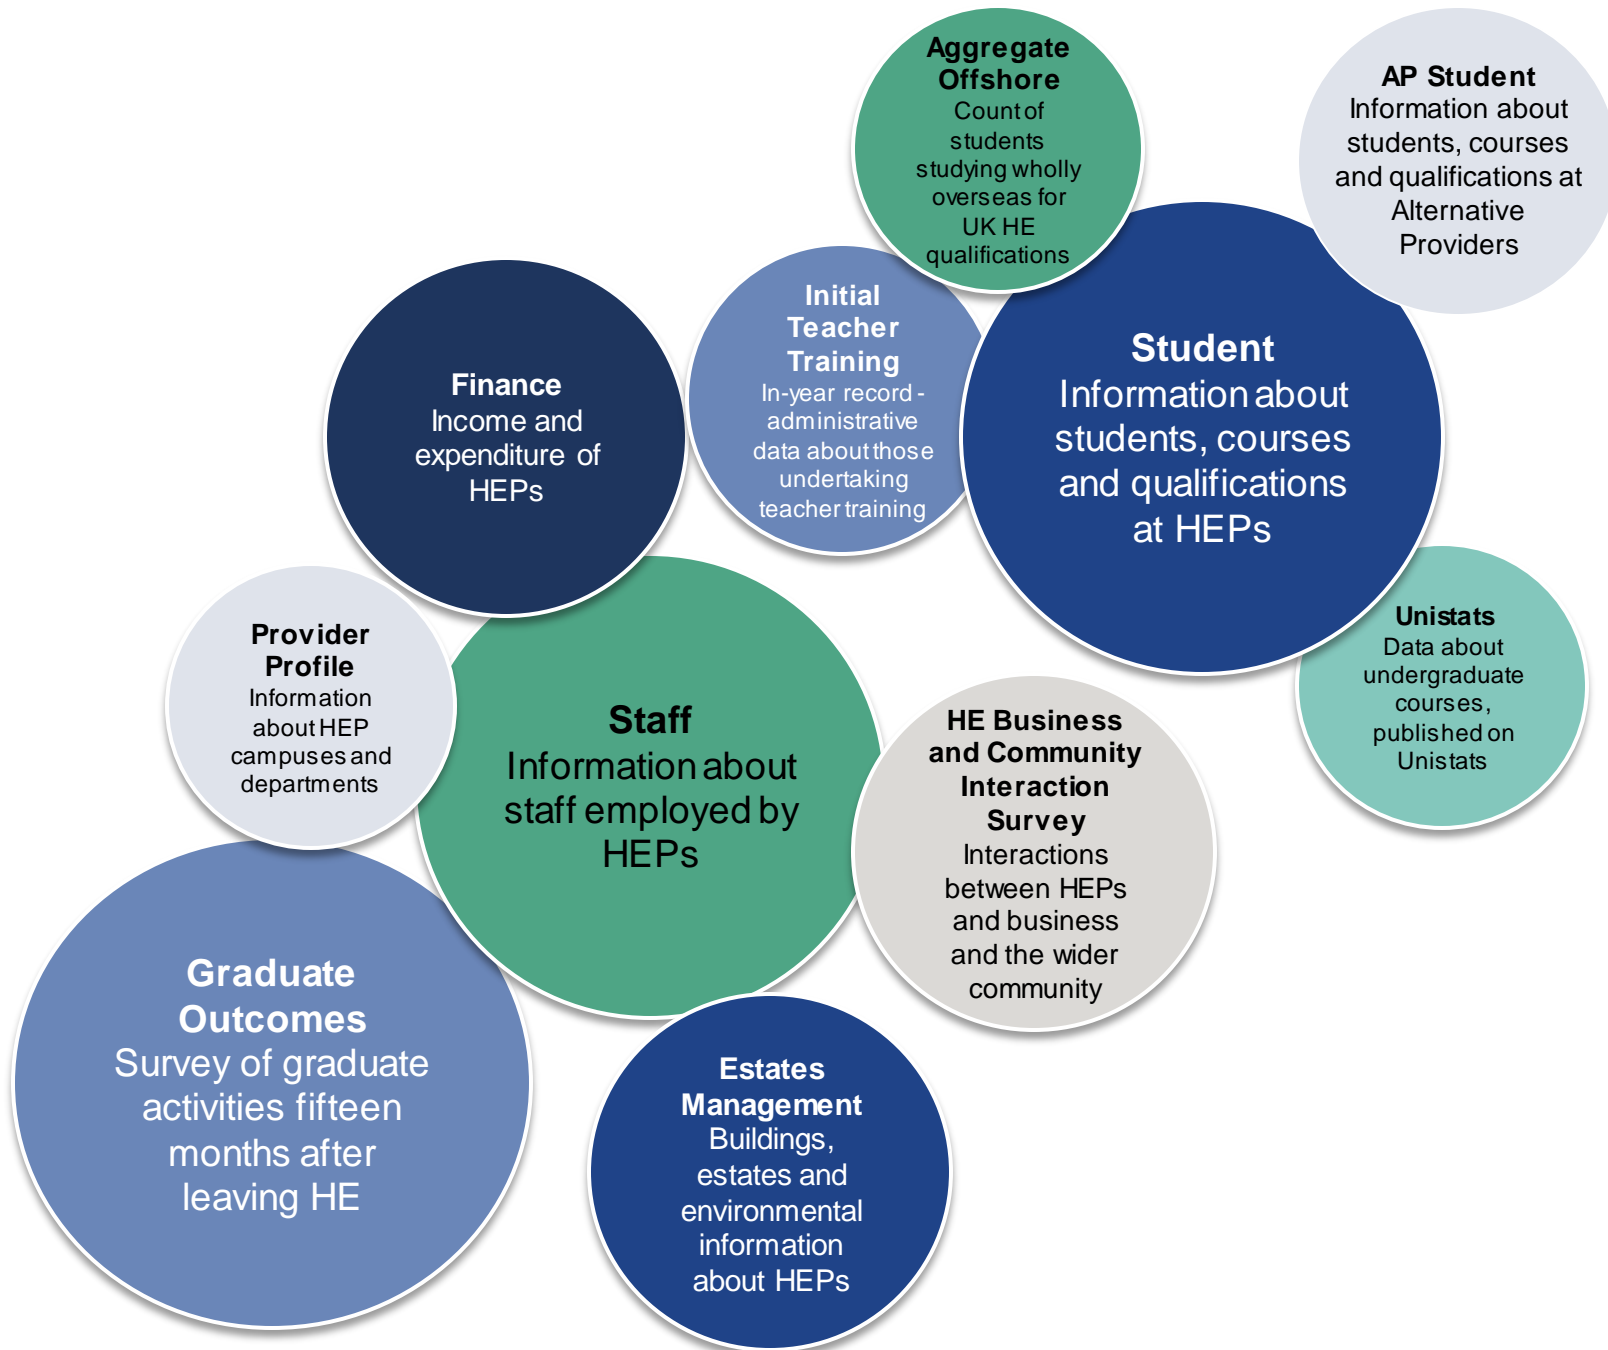 Aggregate
Offshore
Count of
students
studying wholly
overseas for
UK HE
qualifications
AP Student
Information about
students, courses
and qualifications at
Alternative
Providers
Initial
Teacher
Training
In-year record -
administrative
data about those
undertaking
teacher training
Student
Information about
students, courses
and qualifications
at HEPs
Finance
Income and
expenditure of
HEPs
Provider
Profile
Information
about HEP
campuses and
departments
Staff
Information about
staff employed by
HEPs
HE Business
and Community
Interaction
Survey
Interactions
between HEPs
and business
and the wider
community
Unistats
Data about
undergraduate
courses,
published on
Unistats
Graduate
Outcomes
Survey of graduate
activities fifteen
months after
leaving HE
Estates
Management
Buildings,
estates and
environmental
information
about HEPs